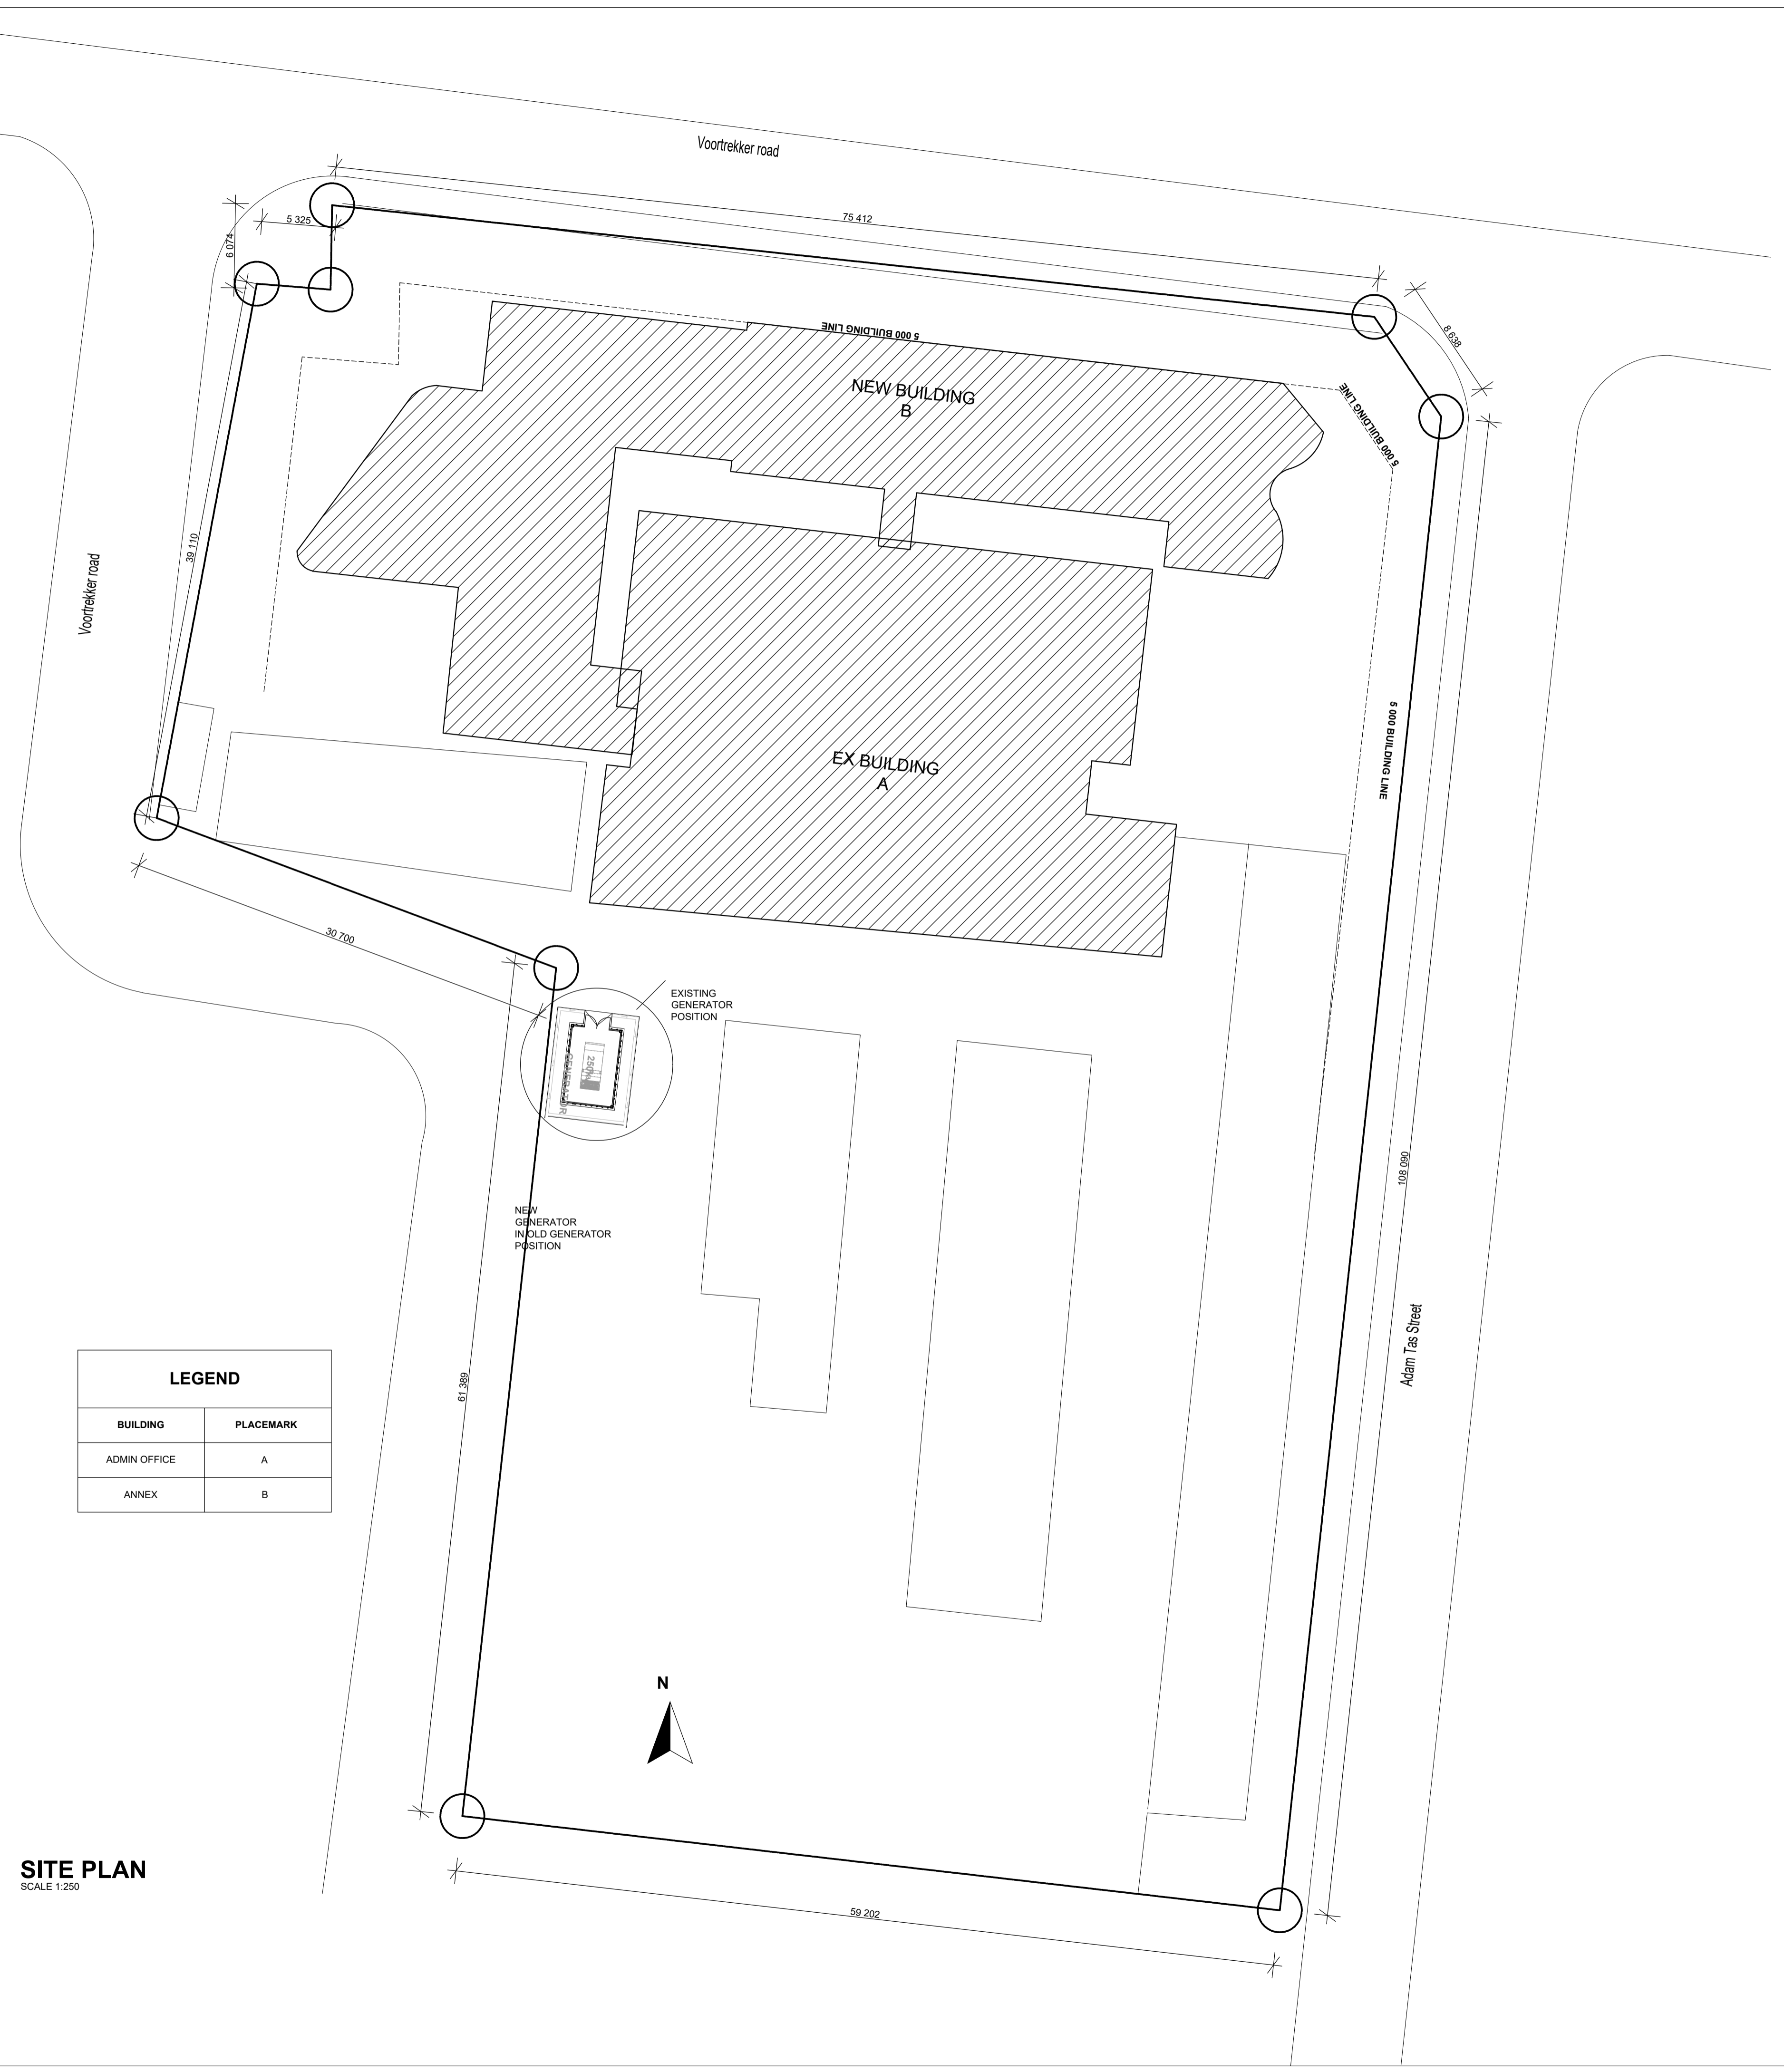 Voortrekker road
75 412
5 325
6 074
8 638
5 000 BUILDING LINE
5 000 BUILDING LINE
NEW BUILDING
B
39 110
Voortrekker road
5 000 BUILDING LINE
EX BUILDING
A
30 700
EXISTING
GENERATOR
POSITION
GENERATOR
108 090
NEW
GENERATOR
IN OLD GENERATOR
POSITION
Adam Tas Street
61 389
LEGEND
BUILDING PLACEMARK
ADMIN OFFICE A
ANNEX B
N
SITE PLAN
SCALE 1:250
59 202